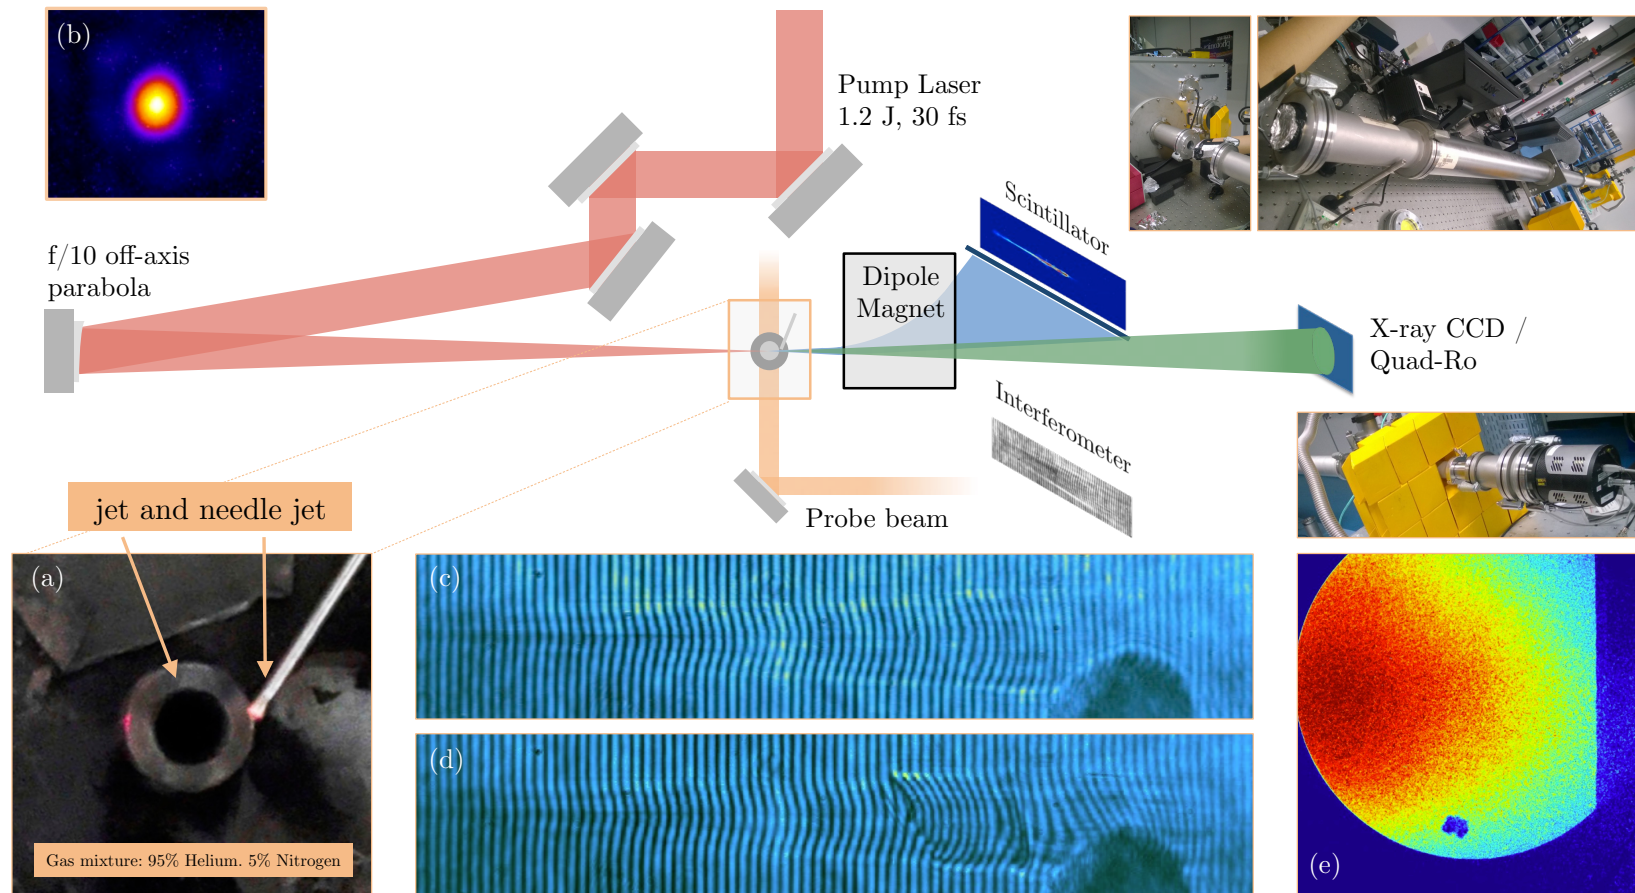 (b)
Pump Laser
1.2 J, 30 fs
f/10 off-axis
parabola
Scintillator
Dipole
Magnet
X-ray CCD /
Quad-Ro
Interferometer
Probe beam
jet and needle jet
(a)
Gas mixture: 95% Helium. 5% Nitrogen
(c)
(d)
(e)